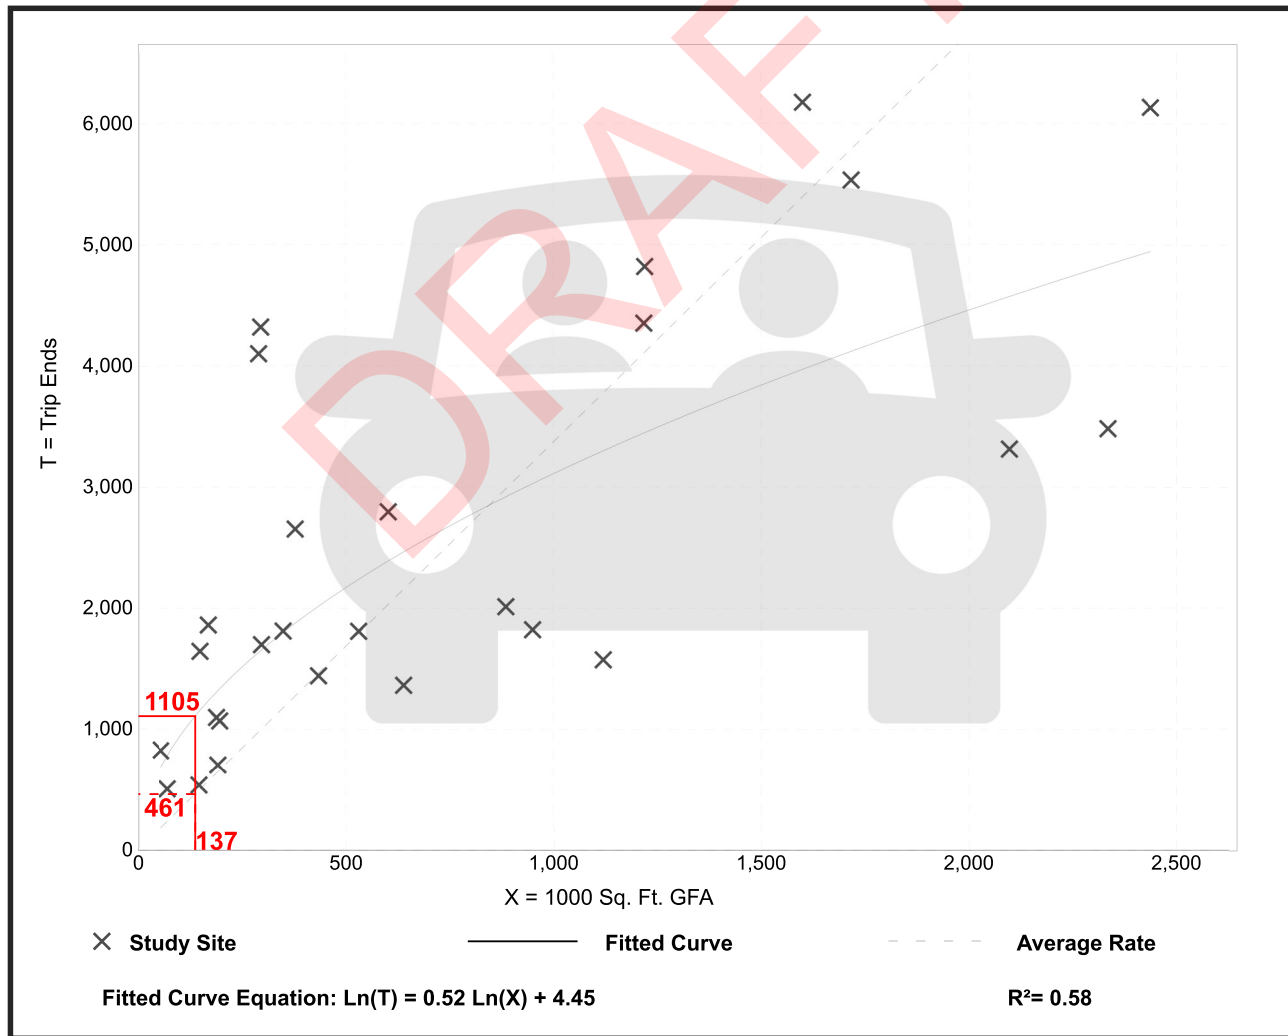 DRAF
6,000
5,000
4,000
3,000
2,000
1,000
0
T = Trip Ends
1105
461
137
0 500 1,000 1,500 2,000 2,500
X = 1000 Sq. Ft. GFA
Study Site Fitted Curve Average Rate
Fitted Curve Equation: Ln(T) = 0.52 Ln(X) + 4.45 R²= 0.58